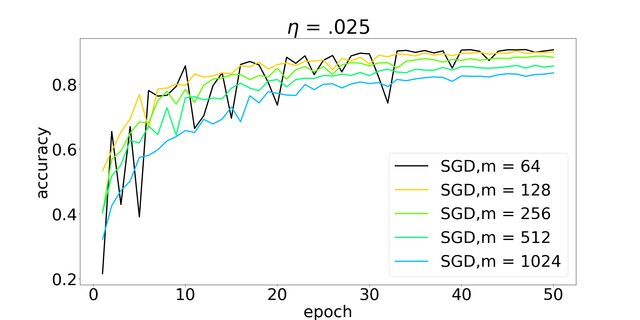 η = .025
accuracy
0.8
0.6
0.4
0.2
SGD,m = 64
SGD,m = 128
SGD,m = 256
SGD,m = 512
SGD,m = 1024
0 10 20 30 40 50
epoch